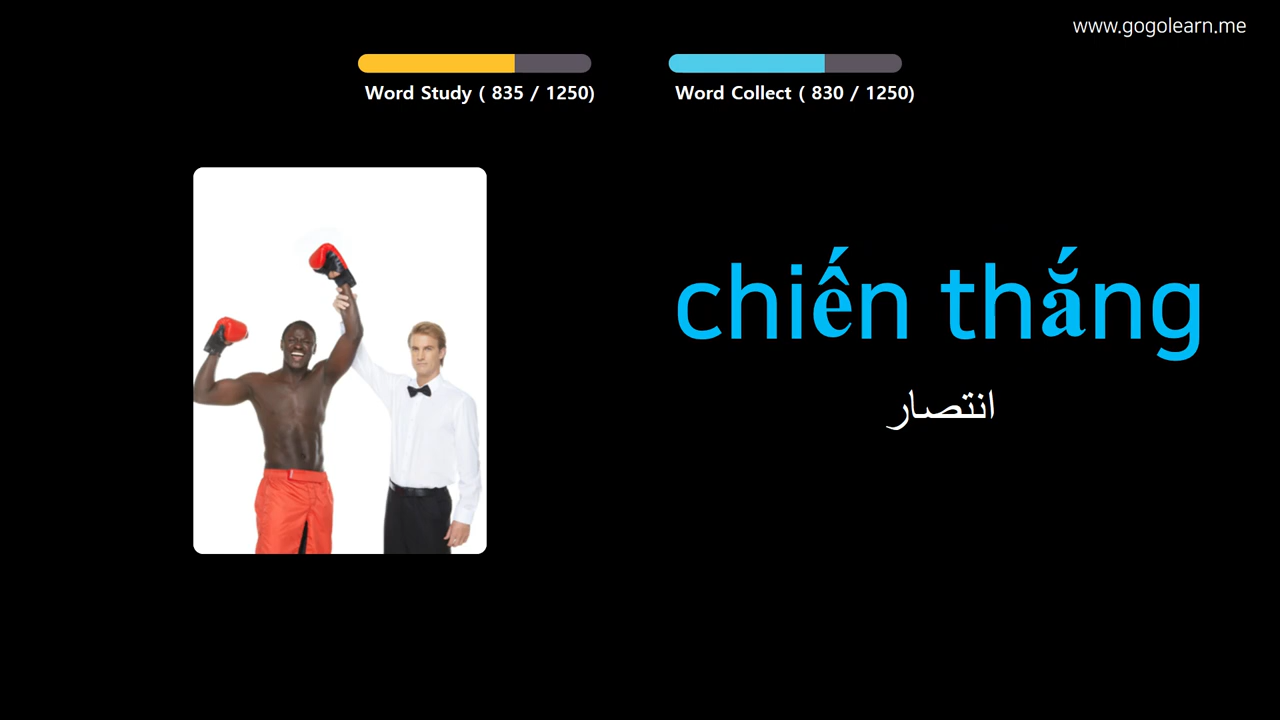 www.gogolearn.me
Word Study ( 835 / 1250)
Word Collect ( 830 / 1250)
chiến thắng
انتصار